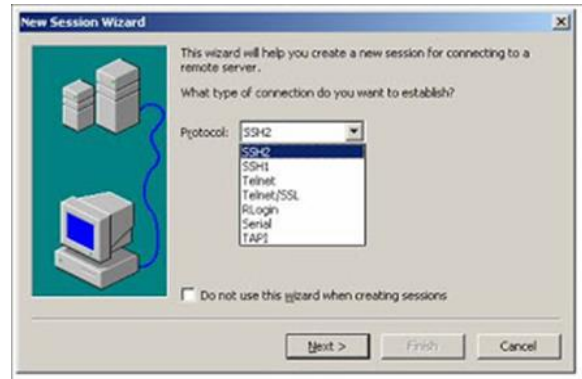 New Session Wizard
This wizard will help you create a new session for connecting to a
remote server.
What type of connection do you want to establish?
Protocol: SSH2
SSH2
SSH1
Telnet
Telnet/SSL
RLogin
Serial
TAPI
Do not use this wizard when creating sessions
Next > Finish Cancel